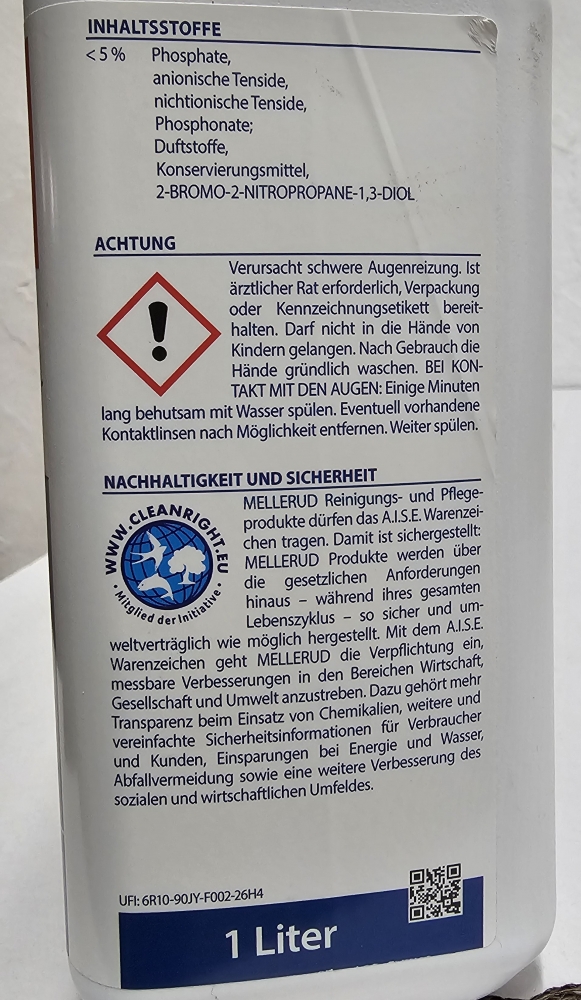 INHALTSSTOFFE
< 5 % Phosphate,
anionische Tenside,
nichtionische Tenside,
Phosphonate;
Duftstoffe,
Konservierungsmittel,
2-BROMO-2-NITROPROPANE-1,3-DIOL
ACHTUNG
Verursacht schwere Augenreizung. Ist
ärztlicher Rat erforderlich, Verpackung
oder Kennzeichnungsetikett bereit-
halten. Darf nicht in die Hände von
Kindern gelangen. Nach Gebrauch die
Hände gründlich waschen. BEI KON-
TAKT MIT DEN AUGEN: Einige Minuten
lang behutsam mit Wasser spülen. Eventuell vorhandene
Kontaktlinsen nach Möglichkeit entfernen. Weiter spülen.
NACHHALTIGKEIT UND SICHERHEIT
WWW.CLEANRIGHT.EU
• Mitglied der Initiative •
MELLERUD Reinigungs- und Pflege-
produkte dürfen das A.I.S.E. Warenzei-
chen tragen. Damit ist sichergestellt:
MELLERUD Produkte werden über
die gesetzlichen Anforderungen
hinaus – während ihres gesamten
Lebenszyklus – so sicher und um-
weltverträglich wie möglich hergestellt. Mit dem A.I.S.E.
Warenzeichen geht MELLERUD die Verpflichtung ein,
messbare Verbesserungen in den Bereichen Wirtschaft,
Gesellschaft und Umwelt anzustreben. Dazu gehört mehr
Transparenz beim Einsatz von Chemikalien, weitere und
vereinfachte Sicherheitsinformationen für Verbraucher
und Kunden, Einsparungen bei Energie und Wasser,
Abfallvermeidung sowie eine weitere Verbesserung des
sozialen und wirtschaftlichen Umfeldes.
UFI: 6R10-90JY-F002-26H4
1 Liter